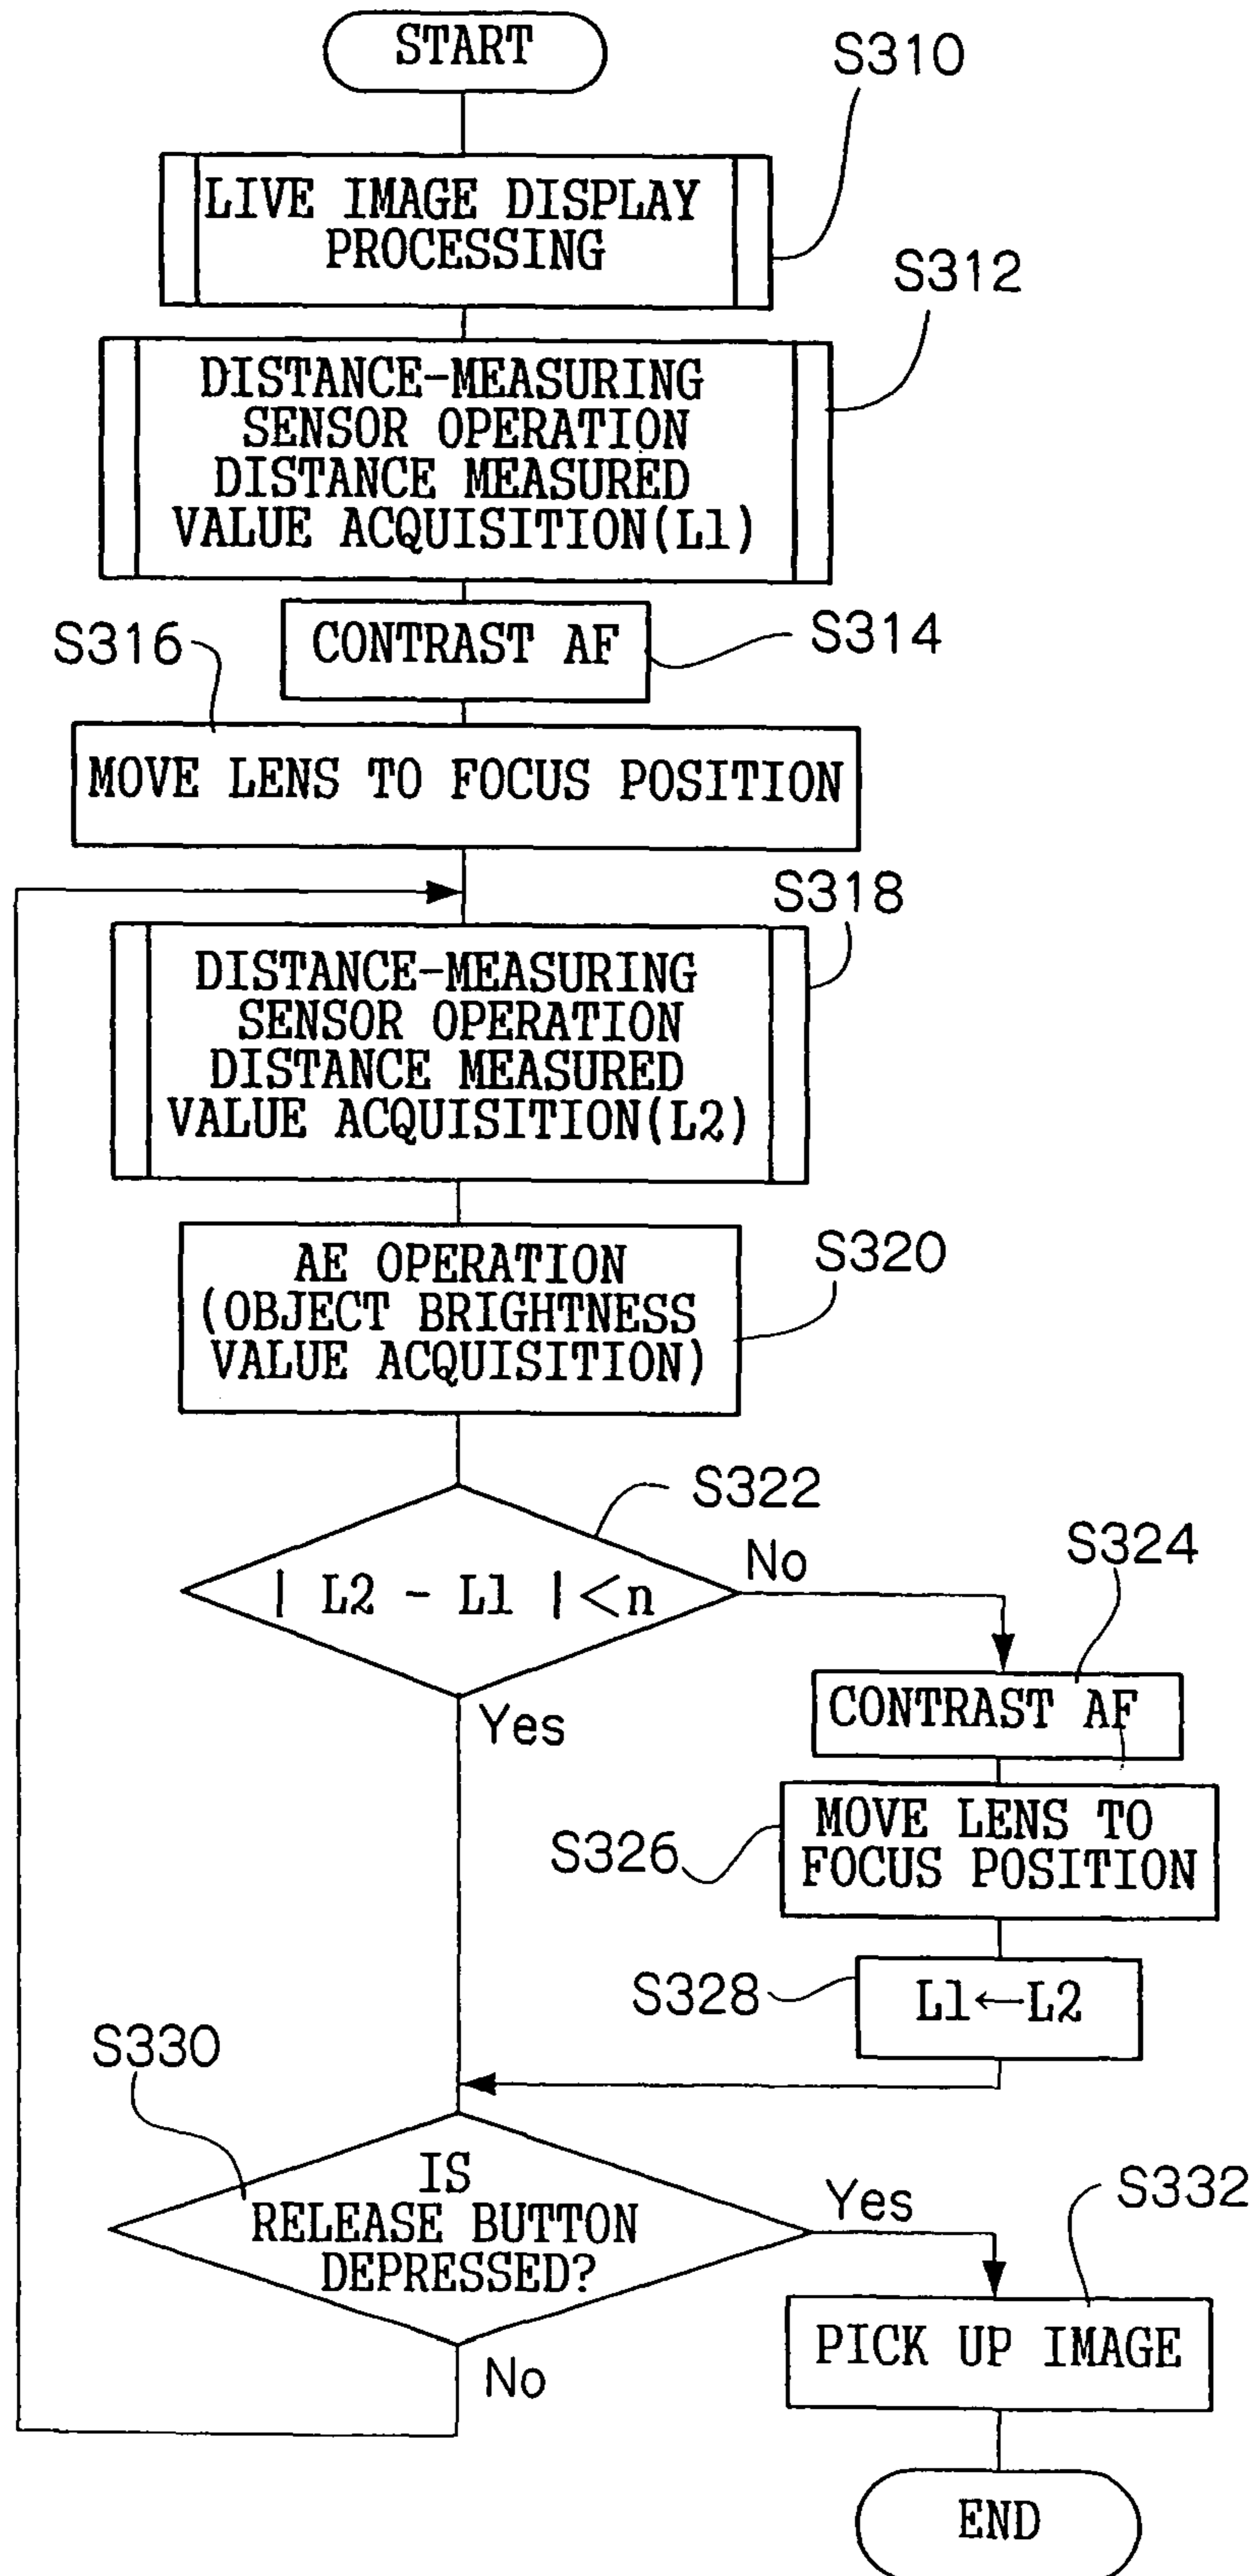 START
S310
LIVE IMAGE DISPLAY
PROCESSING
S312
DISTANCE-MEASURING
SENSOR OPERATION
DISTANCE MEASURED
VALUE ACQUISITION(L1)
S314
CONTRAST AF
S316
MOVE LENS TO FOCUS POSITION
S318
DISTANCE-MEASURING
SENSOR OPERATION
DISTANCE MEASURED
VALUE ACQUISITION(L2)
S320
AE OPERATION
(OBJECT BRIGHTNESS
VALUE ACQUISITION)
S322
| L2 - L1 | <n
No
Yes
S324
CONTRAST AF
S326
MOVE LENS TO
FOCUS POSITION
S328
L1←L2
S330
IS
RELEASE BUTTON
DEPRESSED?
Yes
No
S332
PICK UP IMAGE
END